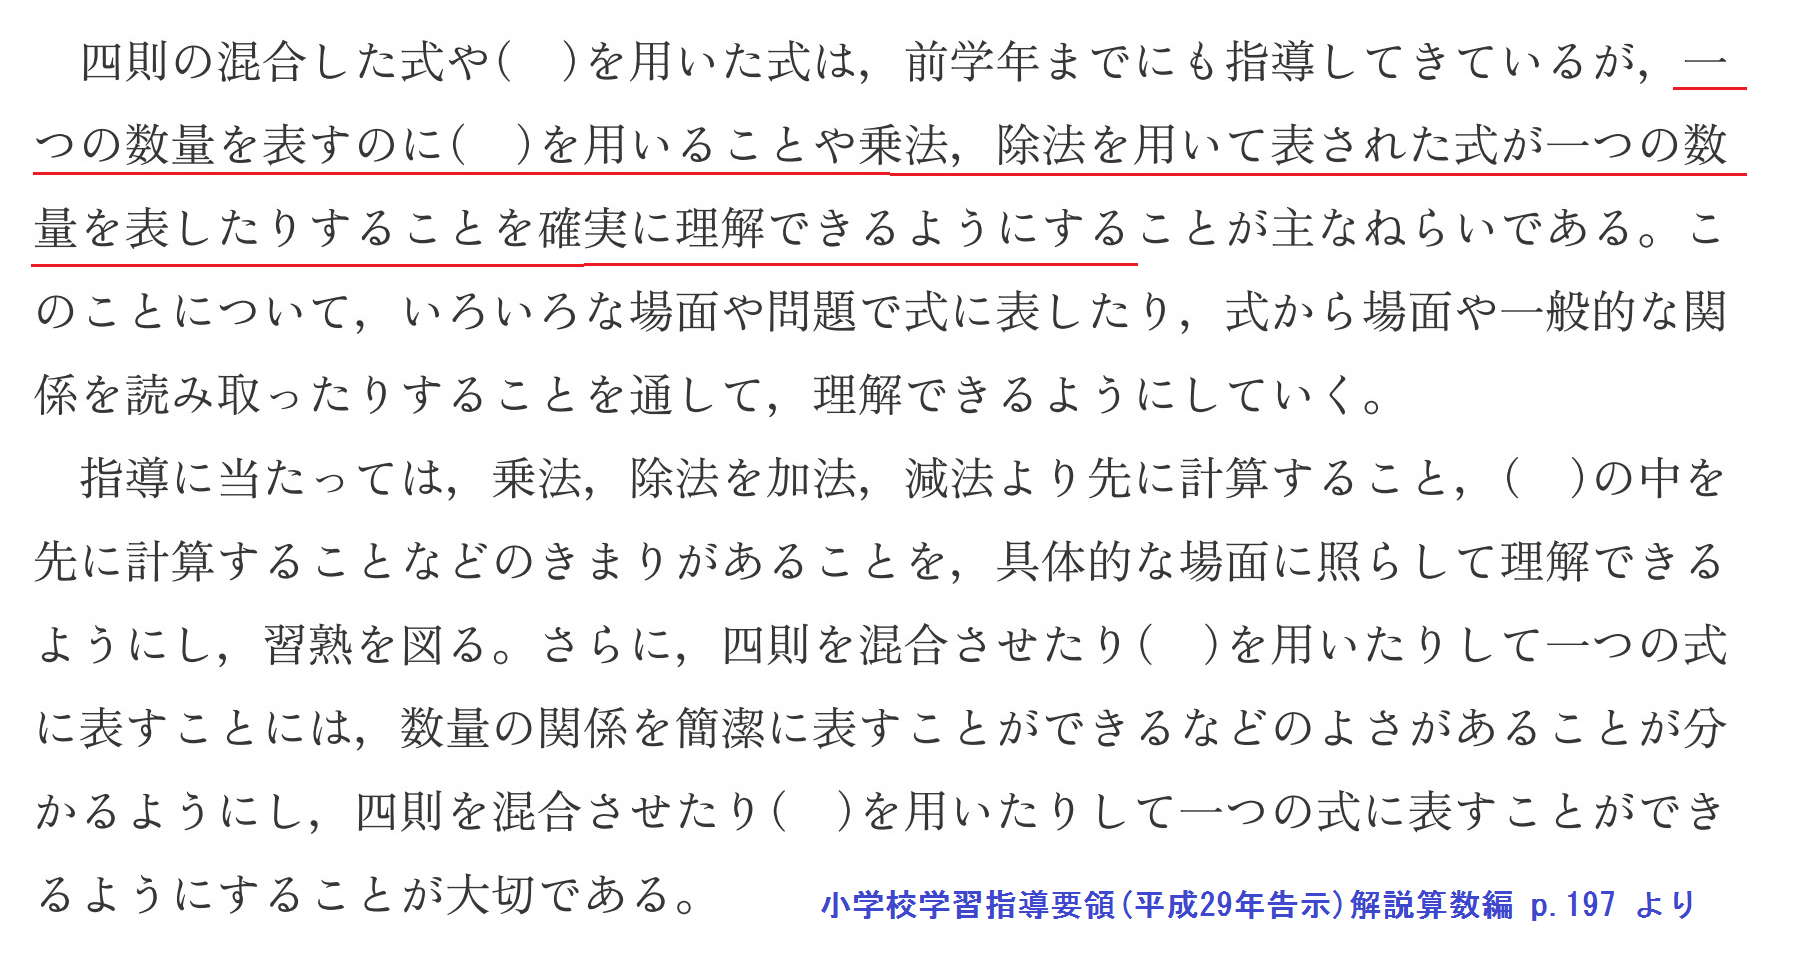 四則の混合した式や(　)を用いた式は，前学年までにも指導してきているが，一
つの数量を表すのに(　)を用いることや乗法，除法を用いて表された式が一つの数
量を表したりすることを確実に理解できるようにすることが主なねらいである。こ
のことについて，いろいろな場面や問題で式に表したり，式から場面や一般的な関
係を読み取ったりすることを通して，理解できるようにしていく。
指導に当たっては，乗法，除法を加法，減法より先に計算すること，(　)の中を
先に計算することなどのきまりがあることを，具体的な場面に照らして理解できる
ようにし，習熟を図る。さらに，四則を混合させたり(　)を用いたりして一つの式
に表すことには，数量の関係を簡潔に表すことができるなどのよさがあることが分
かるようにし，四則を混合させたり(　)を用いたりして一つの式に表すことができ
るようにすることが大切である。
小学校学習指導要領(平成29年告示)解説算数編 p.197 より